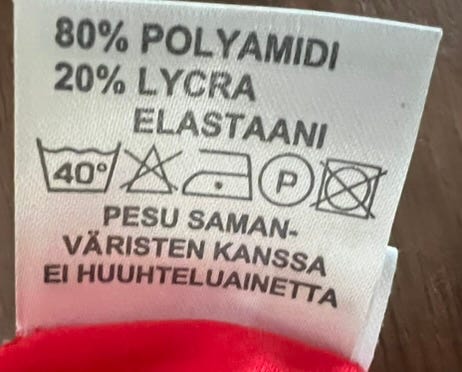 80% POLYAMIDI
20% LYCRA
ELASTAANI
40° P
PESU SAMAN-
VÄRISTEN KANSSA
EI HUUHTELUAINETTA